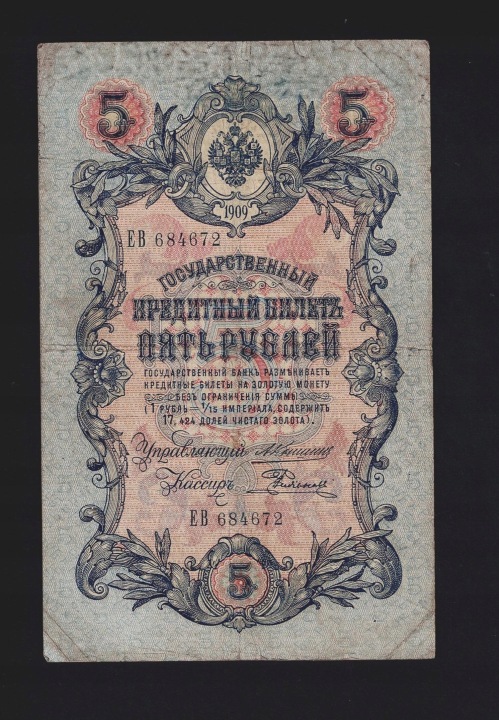 5 5
1909
ЕВ 684672
ГОСУДАРСТВЕННЫЙ
КРЕДИТНЫЙ БИЛЕТЪ
ПЯТЬ РУБЛЕЙ
ГОСУДАРСТВЕННЫЙ БАНКЪ РАЗМѢНИВАЕТЪ
КРЕДИТНЫЕ БИЛЕТЫ НА ЗОЛОТУЮ МОНЕТУ
БЕЗЪ ОГРАНИЧЕНІЯ СУММЫ
(1 РУБЛЬ = 1/15 ИМПЕРІАЛА, СОДЕРЖИТЪ
17,424 ДОЛЕЙ ЧИСТАГО ЗОЛОТА).
Управляющій
Кассиръ
ЕВ 684672
5